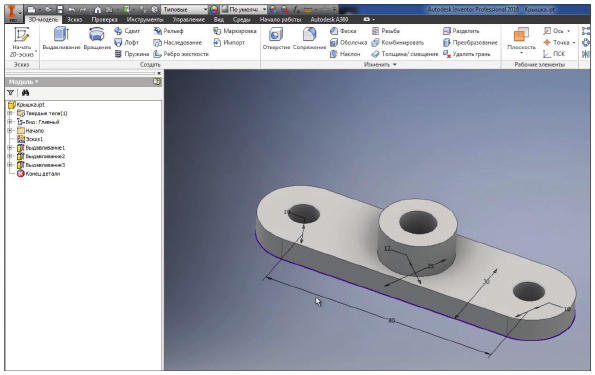 Типовые По умолч Autodesk Inventor Professional 2016 Крышка.ipt
PRO 3D-модель Эскиз Проверка Инструменты Управление Вид Среды Начало работы Autodesk A360
Начать 2D-эскиз Выдавливание Вращение Сдвиг Рельеф Маркировка Отверстие Сопряжение Фаска Резьба Разделить Плоскость Ось
Лофт Наследование Импорт Оболочка Комбинировать Преобразование Точка
Пружина Ребро жесткости Наклон Толщина/ смещение Удалить грань ПСК
Эскиз Создать Изменить Рабочие элементы
Модель
Крышка.ipt
Твердые тела(1)
Вид: Главный
Начало
Эскиз1
Выдавливание1
Выдавливание2
Выдавливание3
Конец детали
10
12
25
30
10
80